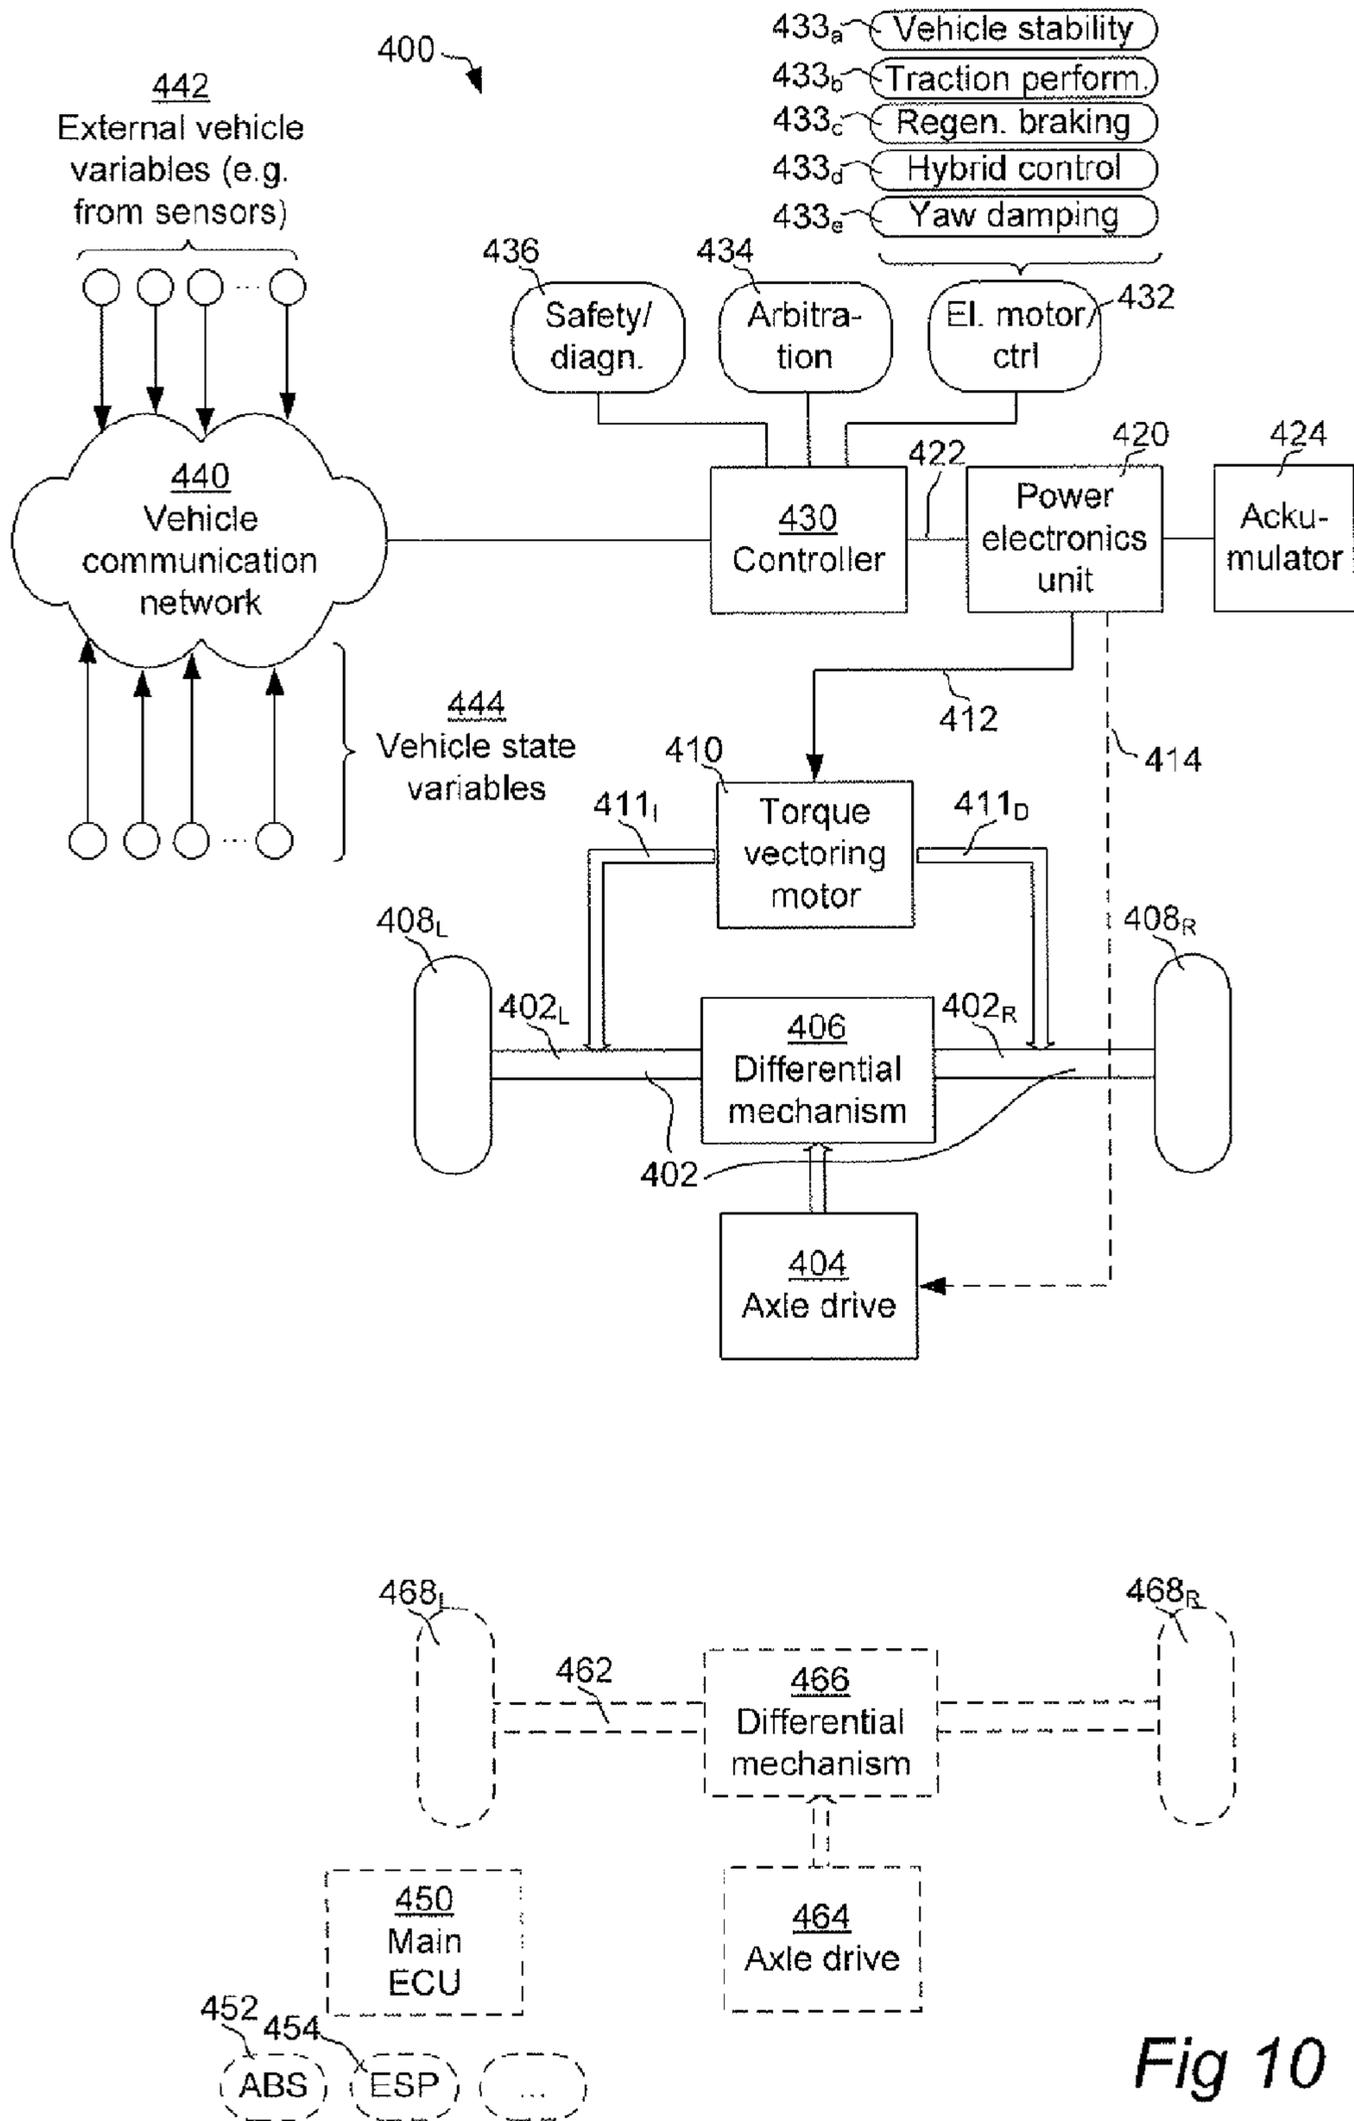 400
433a Vehicle stability
433b Traction perform.
433c Regen. braking
433d Hybrid control
433e Yaw damping
442
External vehicle
variables (e.g.
from sensors)
...
436
Safety/
diagn.
434
Arbitra-
tion
432
El. motor
ctrl
440
Vehicle
communication
network
430
Controller
422
420
Power
electronics
unit
424
Acku-
mulator
412
414
444
Vehicle state
variables
...
410
Torque
vectoring
motor
411I
411D
408L
408R
402L
402R
406
Differential
mechanism
402
402
404
Axle drive
468L
468R
462
466
Differential
mechanism
464
Axle drive
450
Main
ECU
452
ABS
454
ESP
...
Fig 10